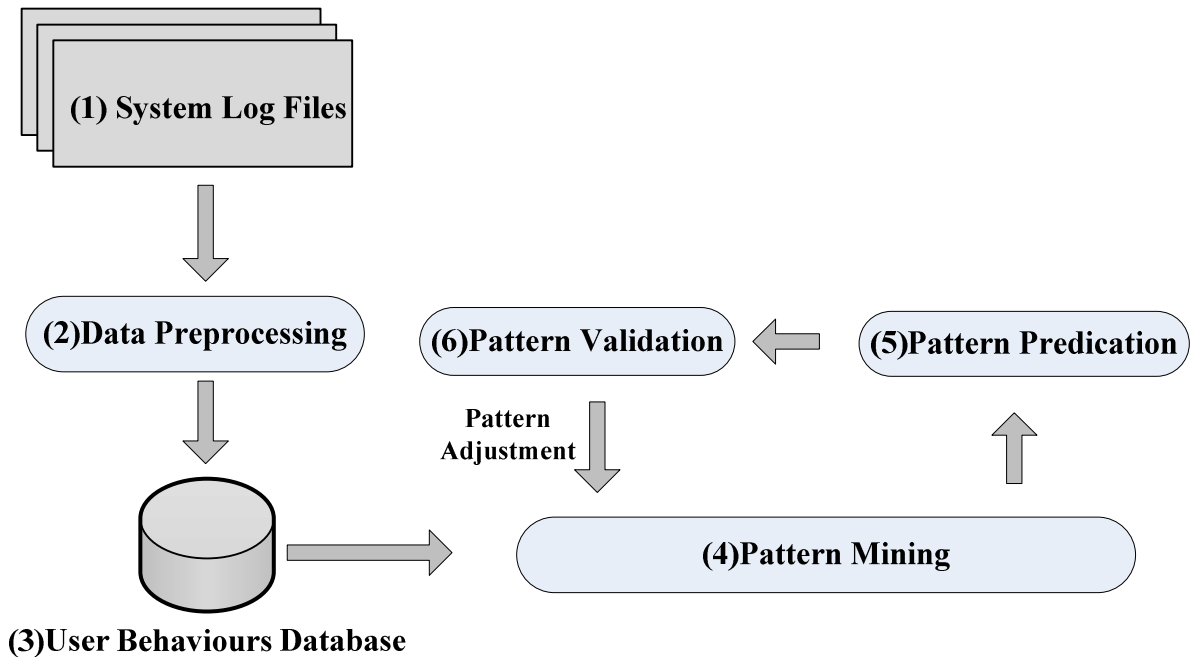 (1) System Log Files
(2)Data Preprocessing
(6)Pattern Validation
(5)Pattern Predication
Pattern
Adjustment
(4)Pattern Mining
(3)User Behaviours Database